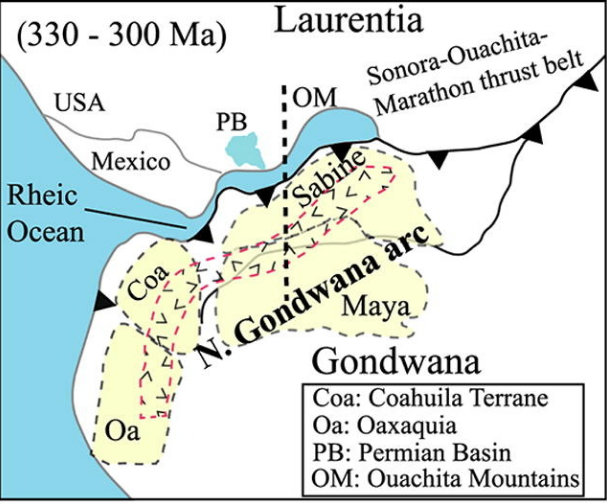 (330 - 300 Ma)
Laurentia
Sonora-Ouachita-
Marathon thrust belt
USA
OM
PB
Mexico
Rheic
Ocean
Sabine
Coa
N. Gondwana arc
Maya
Oa
Gondwana
Coa: Coahuila Terrane
Oa: Oaxaquia
PB: Permian Basin
OM: Ouachita Mountains